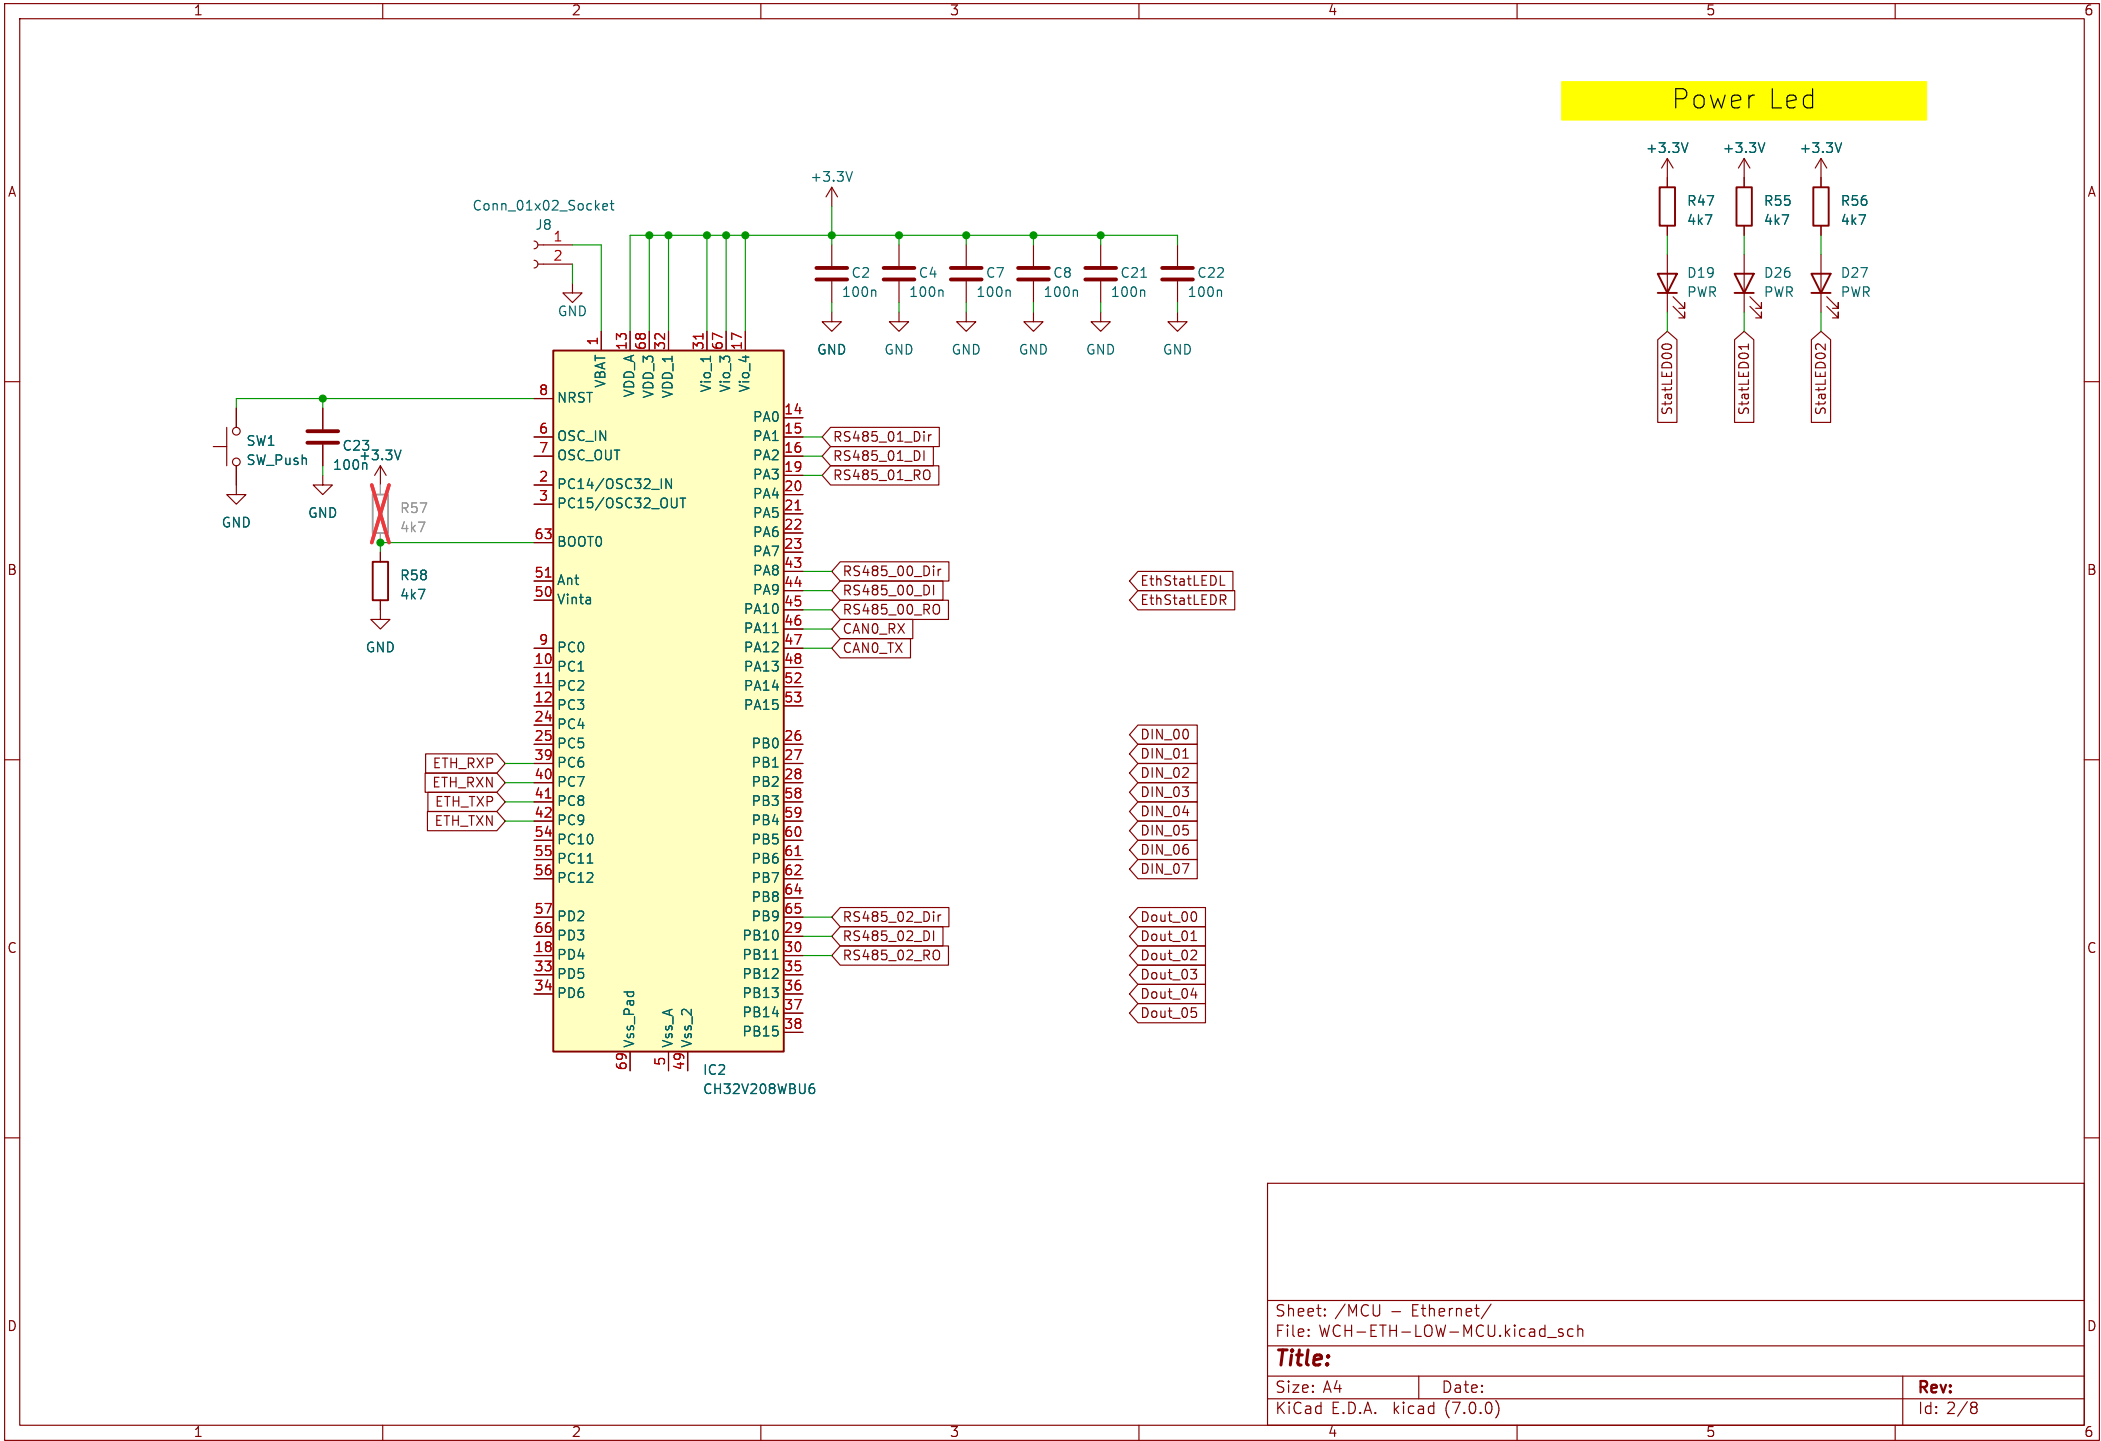 1 2 3 4 5 6
Power Led
+3.3V +3.3V +3.3V
R47 R55 R56
4k7 4k7 4k7
D19 D26 D27
PWR PWR PWR
StatLED00 StatLED01 StatLED02
+3.3V
Conn_01x02_Socket
J8
1
2
GND
C2 C4 C7 C8 C21 C22
100n 100n 100n 100n 100n 100n
GND GND GND GND GND GND
1 13 68 32 31 67 17
VBAT VDD_A VDD_3 VDD_1 Vio_1 Vio_3 Vio_4
SW1
SW_Push
GND
C23
100n
GND
+3.3V
R57
4k7
R58
4k7
GND
8 NRST
6 OSC_IN
7 OSC_OUT
2 PC14/OSC32_IN
3 PC15/OSC32_OUT
63 BOOT0
51 Ant
50 Vinta
9 PC0
10 PC1
11 PC2
12 PC3
24 PC4
25 PC5
ETH_RXP 39 PC6
ETH_RXN 40 PC7
ETH_TXP 41 PC8
ETH_TXN 42 PC9
54 PC10
55 PC11
56 PC12
57 PD2
66 PD3
18 PD4
33 PD5
34 PD6
PA0 14
PA1 15 RS485_01_Dir
PA2 16 RS485_01_DI
PA3 19 RS485_01_RO
PA4 20
PA5 21
PA6 22
PA7 23
PA8 43 RS485_00_Dir
PA9 44 RS485_00_DI
PA10 45 RS485_00_RO
PA11 46 CAN0_RX
PA12 47 CAN0_TX
PA13 48
PA14 52
PA15 53
PB0 26
PB1 27
PB2 28
PB3 58
PB4 59
PB5 60
PB6 61
PB7 62
PB8 64
PB9 65 RS485_02_Dir
PB10 29 RS485_02_DI
PB11 30 RS485_02_RO
PB12 35
PB13 36
PB14 37
PB15 38
Vss_Pad Vss_A Vss_2
69 5 49
IC2
CH32V208WBU6
EthStatLEDL
EthStatLEDR
DIN_00
DIN_01
DIN_02
DIN_03
DIN_04
DIN_05
DIN_06
DIN_07
Dout_00
Dout_01
Dout_02
Dout_03
Dout_04
Dout_05
A A
B B
C C
D D
Sheet: /MCU - Ethernet/
File: WCH-ETH-LOW-MCU.kicad_sch
Title:
Size: A4 Date: Rev:
KiCad E.D.A. kicad (7.0.0) Id: 2/8
1 2 3 4 5 6